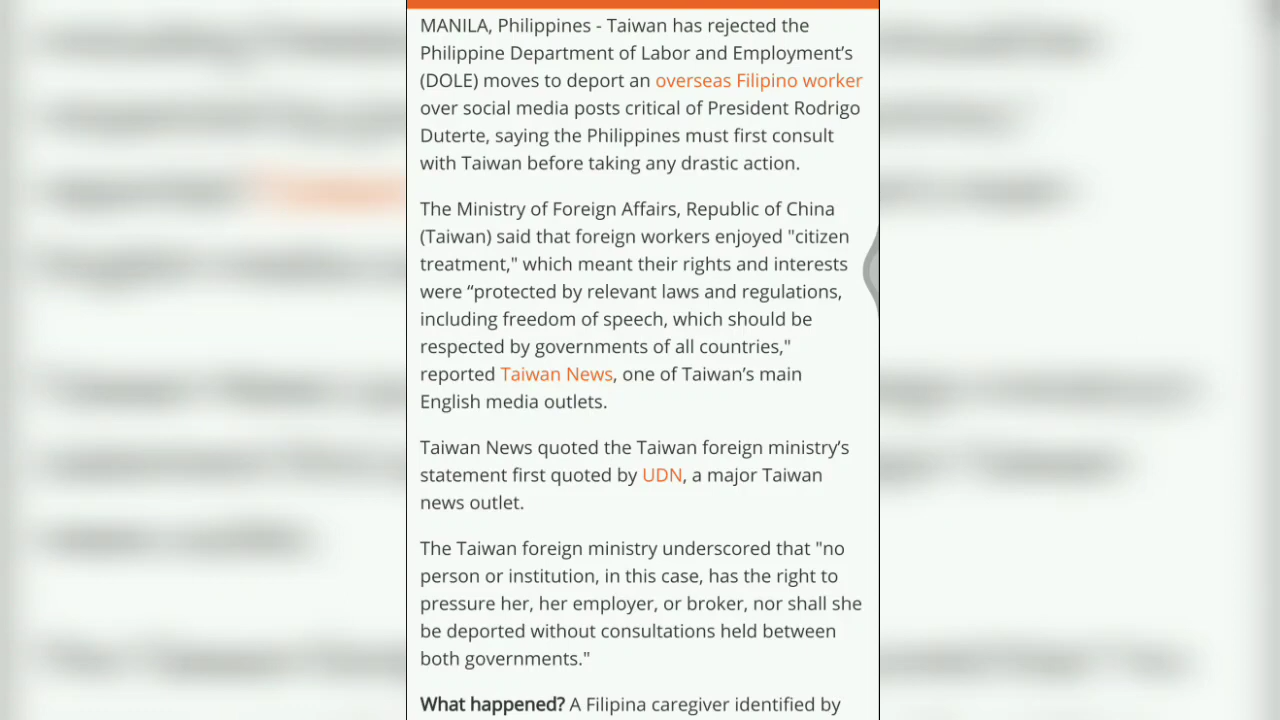 MANILA, Philippines - Taiwan has rejected the
Philippine Department of Labor and Employment’s
(DOLE) moves to deport an overseas Filipino worker
over social media posts critical of President Rodrigo
Duterte, saying the Philippines must first consult
with Taiwan before taking any drastic action.
The Ministry of Foreign Affairs, Republic of China
(Taiwan) said that foreign workers enjoyed "citizen
treatment," which meant their rights and interests
were “protected by relevant laws and regulations,
including freedom of speech, which should be
respected by governments of all countries,"
reported Taiwan News, one of Taiwan’s main
English media outlets.
Taiwan News quoted the Taiwan foreign ministry’s
statement first quoted by UDN, a major Taiwan
news outlet.
The Taiwan foreign ministry underscored that "no
person or institution, in this case, has the right to
pressure her, her employer, or broker, nor shall she
be deported without consultations held between
both governments."
What happened? A Filipina caregiver identified by